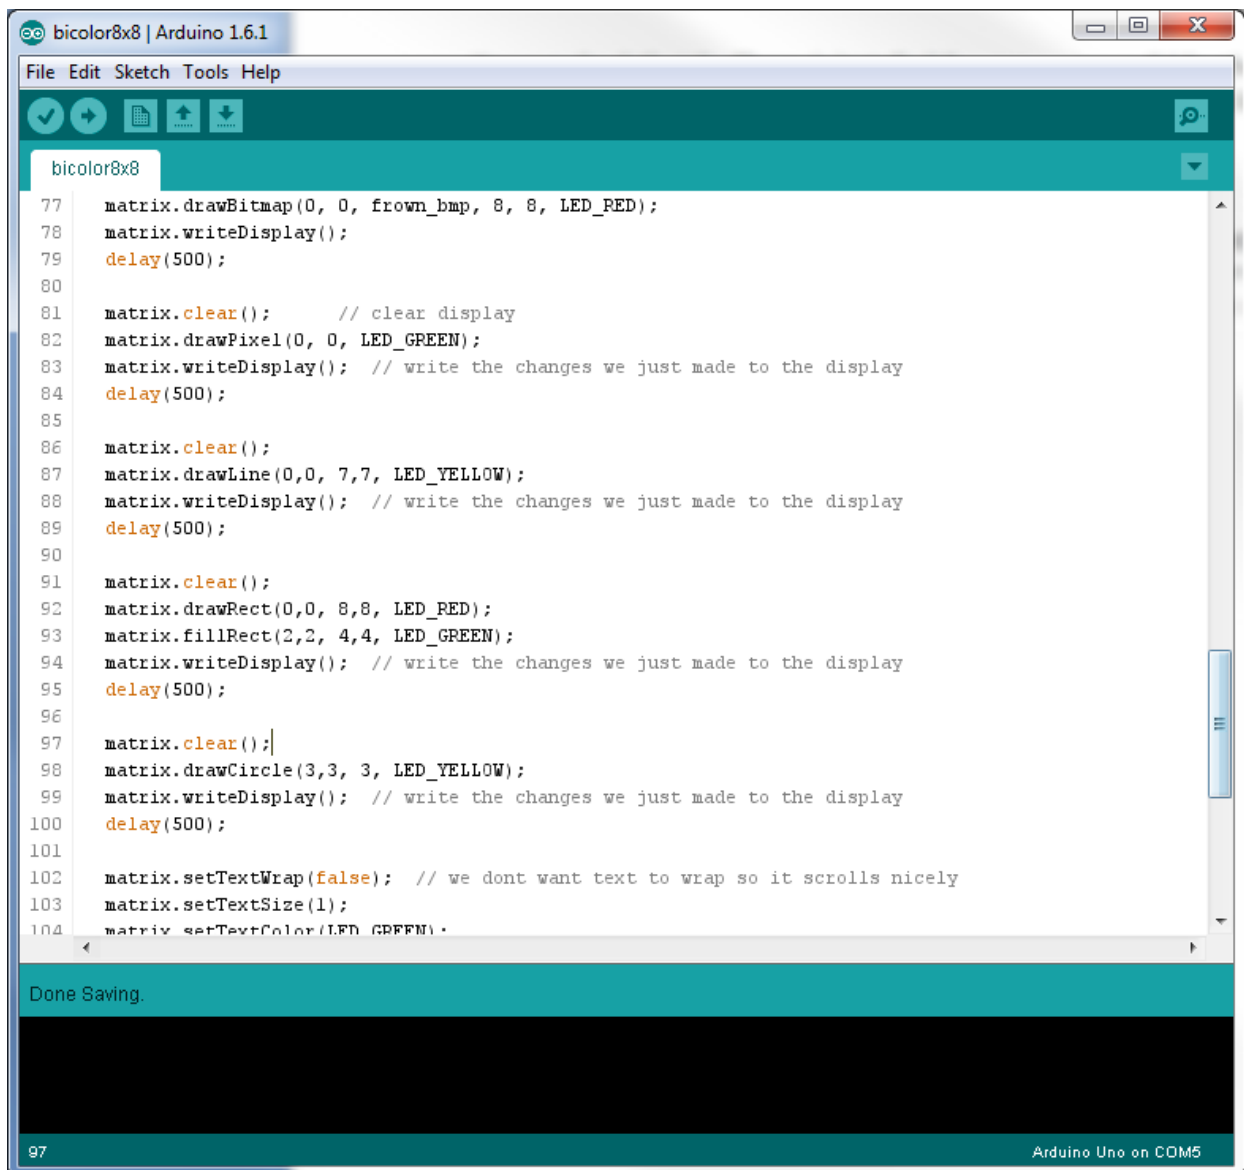 bicolor8x8 | Arduino 1.6.1
File Edit Sketch Tools Help
bicolor8x8
77 matrix.drawBitmap(0, 0, frown_bmp, 8, 8, LED_RED);
78 matrix.writeDisplay();
79 delay(500);
80
81 matrix.clear(); // clear display
82 matrix.drawPixel(0, 0, LED_GREEN);
83 matrix.writeDisplay(); // write the changes we just made to the display
84 delay(500);
85
86 matrix.clear();
87 matrix.drawLine(0,0, 7,7, LED_YELLOW);
88 matrix.writeDisplay(); // write the changes we just made to the display
89 delay(500);
90
91 matrix.clear();
92 matrix.drawRect(0,0, 8,8, LED_RED);
93 matrix.fillRect(2,2, 4,4, LED_GREEN);
94 matrix.writeDisplay(); // write the changes we just made to the display
95 delay(500);
96
97 matrix.clear();
98 matrix.drawCircle(3,3, 3, LED_YELLOW);
99 matrix.writeDisplay(); // write the changes we just made to the display
100 delay(500);
101
102 matrix.setTextWrap(false); // we dont want text to wrap so it scrolls nicely
103 matrix.setTextSize(1);
104 matrix.setTextColor(LED_GREEN);
Done Saving.
97
Arduino Uno on COM5